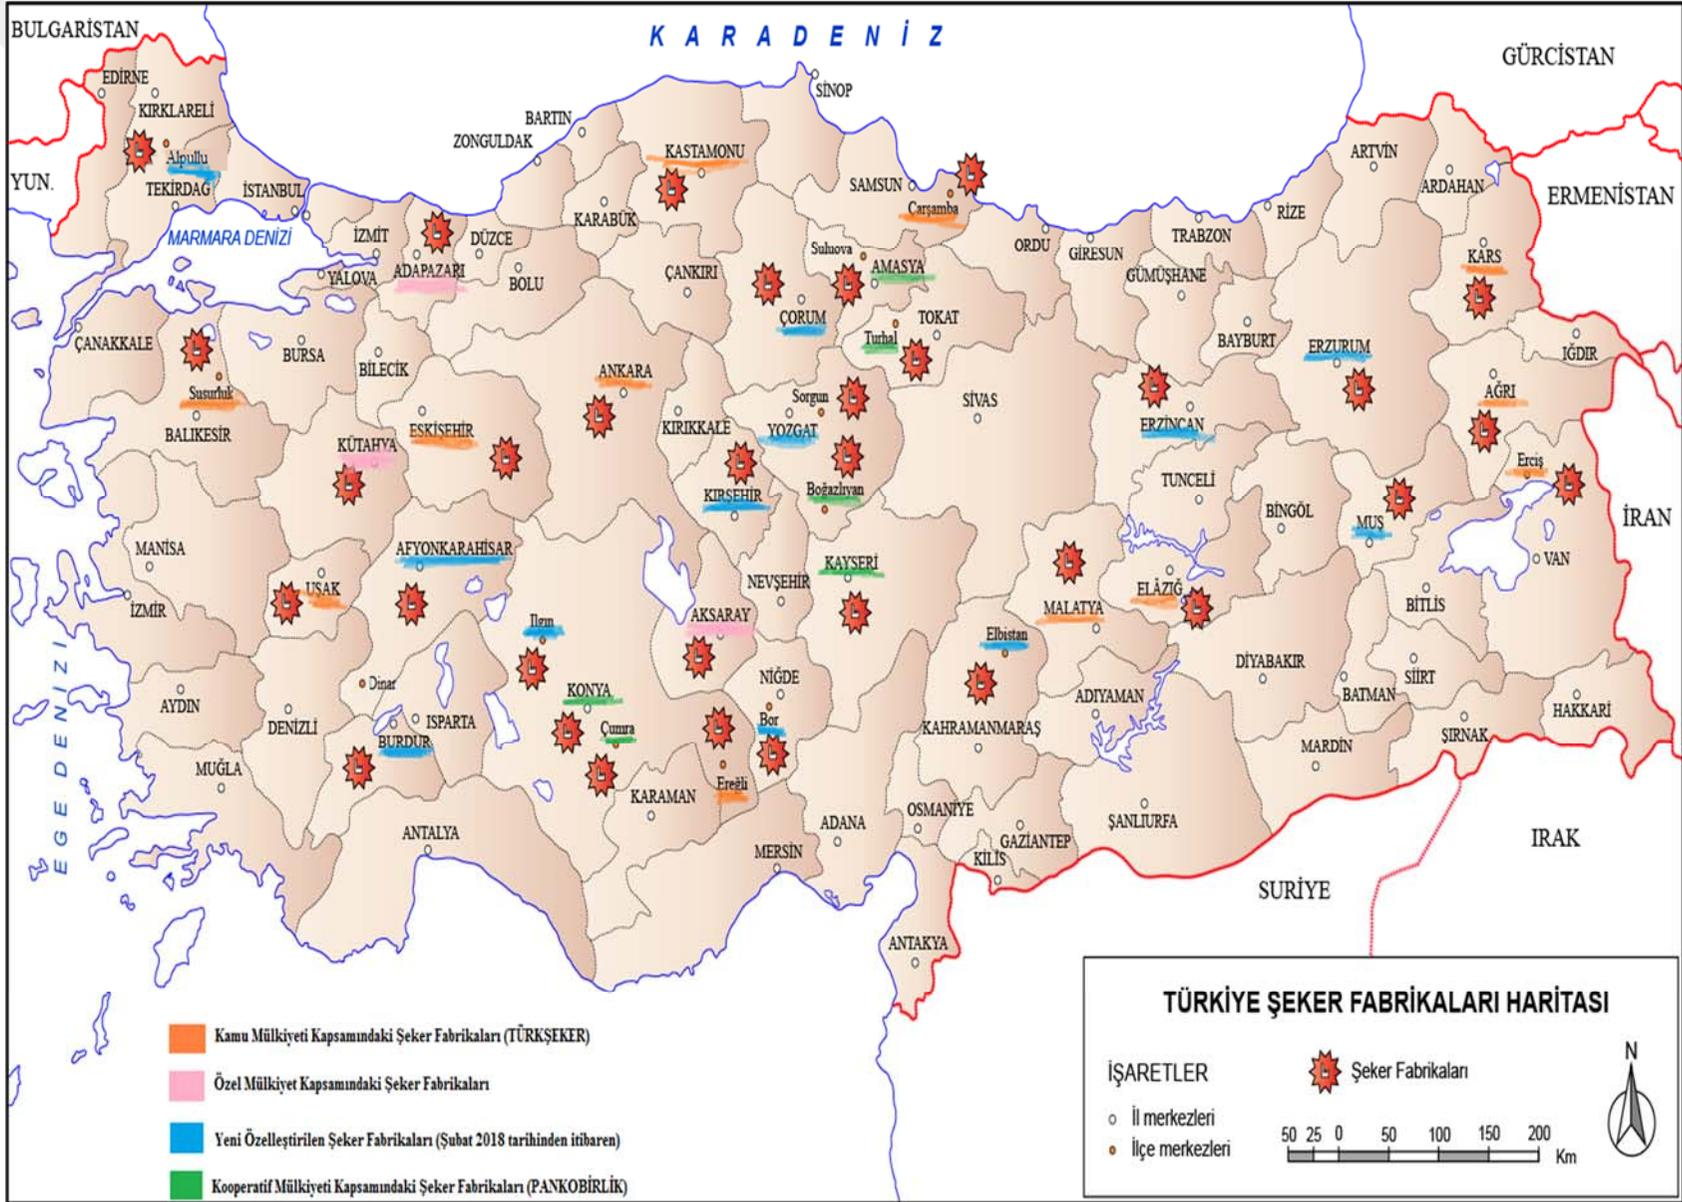 BULGARİSTAN
KARADENİZ
GÜRCİSTAN
EDİRNE
SİNOP
KIRKLARELİ
BARTIN
ZONGULDAK
KASTAMONU
ARTVİN
Alpullu
YUN.
TEKİRDAĞ
İSTANBUL
SAMSUN
ARDAHAN
ERMENİSTAN
Çarşamba
KARABÜK
RİZE
MARMARA DENİZİ
İZMİT
DÜZCE
ORDU
GİRESUN
TRABZON
Suluova
KARS
YALOVA
ADAPAZARI
BOLU
ÇANKIRI
AMASYA
GÜMÜŞHANE
ÇORUM
TOKAT
Turhal
BAYBURT
ERZURUM
IĞDIR
ÇANAKKALE
BURSA
BİLECİK
ANKARA
Susurluk
Sorgun
SİVAS
AĞRI
BALIKESİR
ESKİŞEHİR
KIRIKKALE
YOZGAT
ERZİNCAN
KÜTAHYA
Erciş
TUNCELİ
KIRŞEHİR
Boğazlıyan
BİNGÖL
MUŞ
İRAN
MANİSA
AFYONKARAHİSAR
VAN
KAYSERİ
NEVŞEHİR
UŞAK
ELÂZIĞ
İZMİR
MALATYA
BİTLİS
AKSARAY
Ilgın
Elbistan
EGE DENİZİ
DİYABAKIR
SİİRT
Dinar
NİĞDE
KONYA
BATMAN
AYDIN
ADIYAMAN
HAKKARİ
DENİZLİ
ISPARTA
Bor
KAHRAMANMARAŞ
Çumra
BURDUR
ŞIRNAK
MARDİN
MUĞLA
Ereğli
KARAMAN
OSMANİYE
ADANA
ŞANLIURFA
ANTALYA
GAZİANTEP
IRAK
MERSİN
KİLİS
SURİYE
ANTAKYA
TÜRKİYE ŞEKER FABRİKALARI HARİTASI
İŞARETLER
Şeker Fabrikaları
N
İl merkezleri
İlçe merkezleri
50 25 0 50 100 150 200
Km
Kamu Mülkiyeti Kapsamındaki Şeker Fabrikaları (TÜRKŞEKER)
Özel Mülkiyet Kapsamındaki Şeker Fabrikaları
Yeni Özelleştirilen Şeker Fabrikaları (Şubat 2018 tarihinden itibaren)
Kooperatif Mülkiyeti Kapsamındaki Şeker Fabrikaları (PANKOBİRLİK)